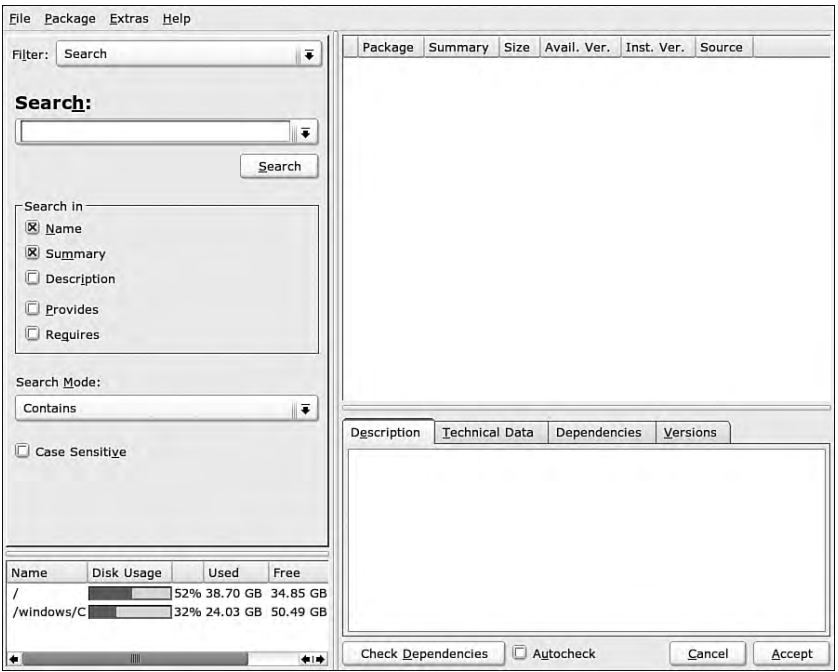 File Package Extras Help
Filter: Search
Search:
Search
Search in
Name
Summary
Description
Provides
Requires
Search Mode:
Contains
Case Sensitive
Name Disk Usage Used Free
/ 52% 38.70 GB 34.85 GB
/windows/C 32% 24.03 GB 50.49 GB
Package Summary Size Avail. Ver. Inst. Ver. Source
Description Technical Data Dependencies Versions
Check Dependencies Autocheck Cancel Accept